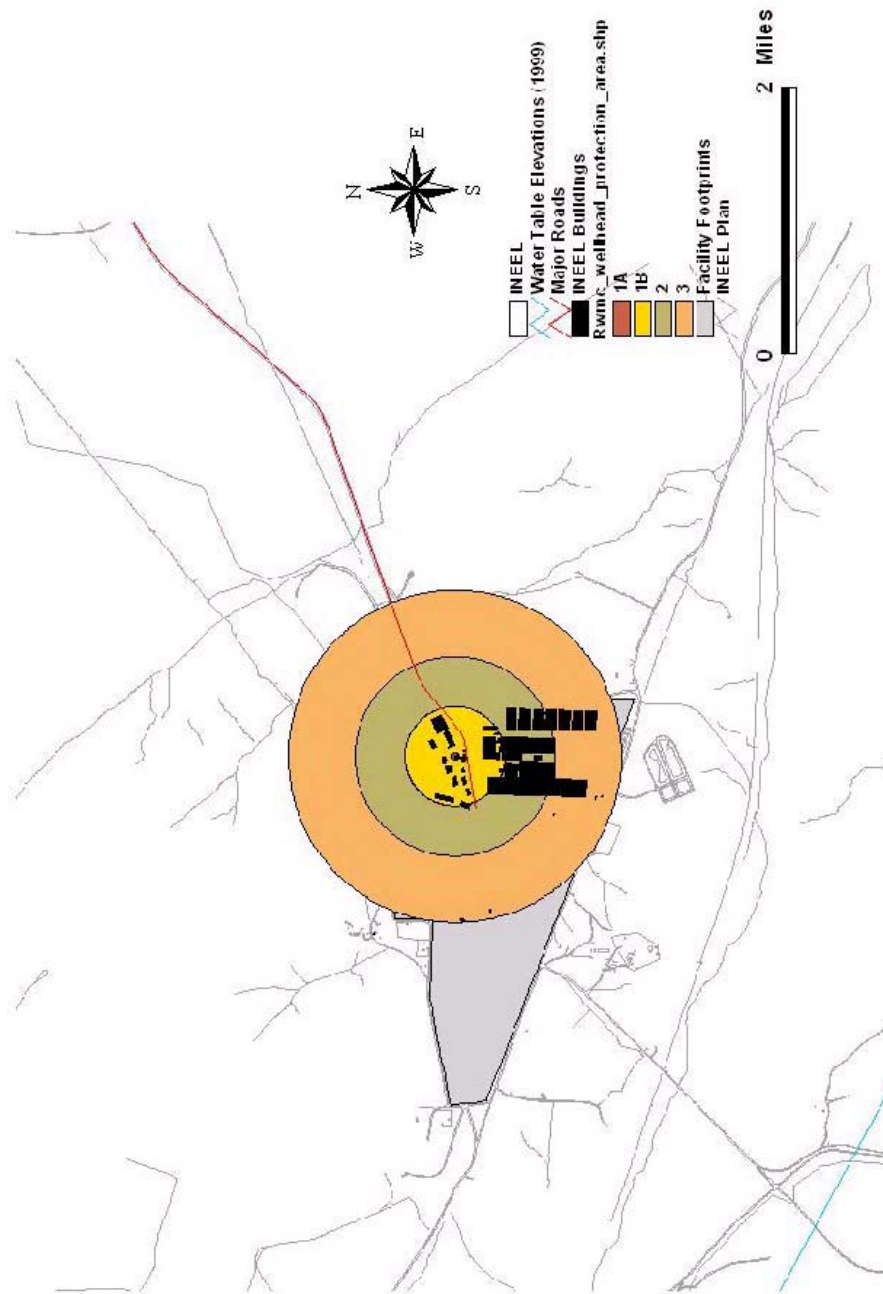 N
W E
S
INEEL
Water Table Elevations (1999)
Major Roads
INEEL Buildings
Rwmc_wellhead_protection_area.shp
1A
1B
2
3
Facility Footprints
INEEL Plan
0 2 Miles